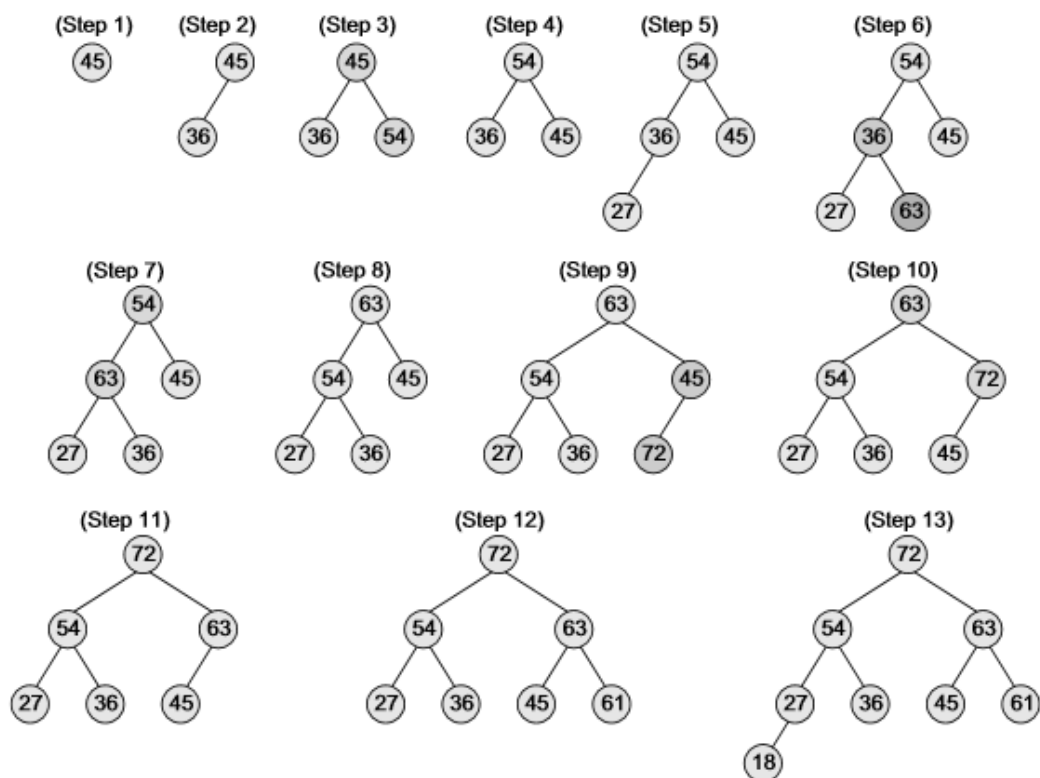 (Step 1) (Step 2) (Step 3) (Step 4) (Step 5) (Step 6)
45 45 45 54 54 54
36 36 54 36 45 36 45 36 45
27 27 63
(Step 7) (Step 8) (Step 9) (Step 10)
54 63 63 63
63 45 54 45 54 45 54 72
27 36 27 36 27 36 72 27 36 45
(Step 11) (Step 12) (Step 13)
72 72 72
54 63 54 63 54 63
27 36 45 27 36 45 61 27 36 45 61
18